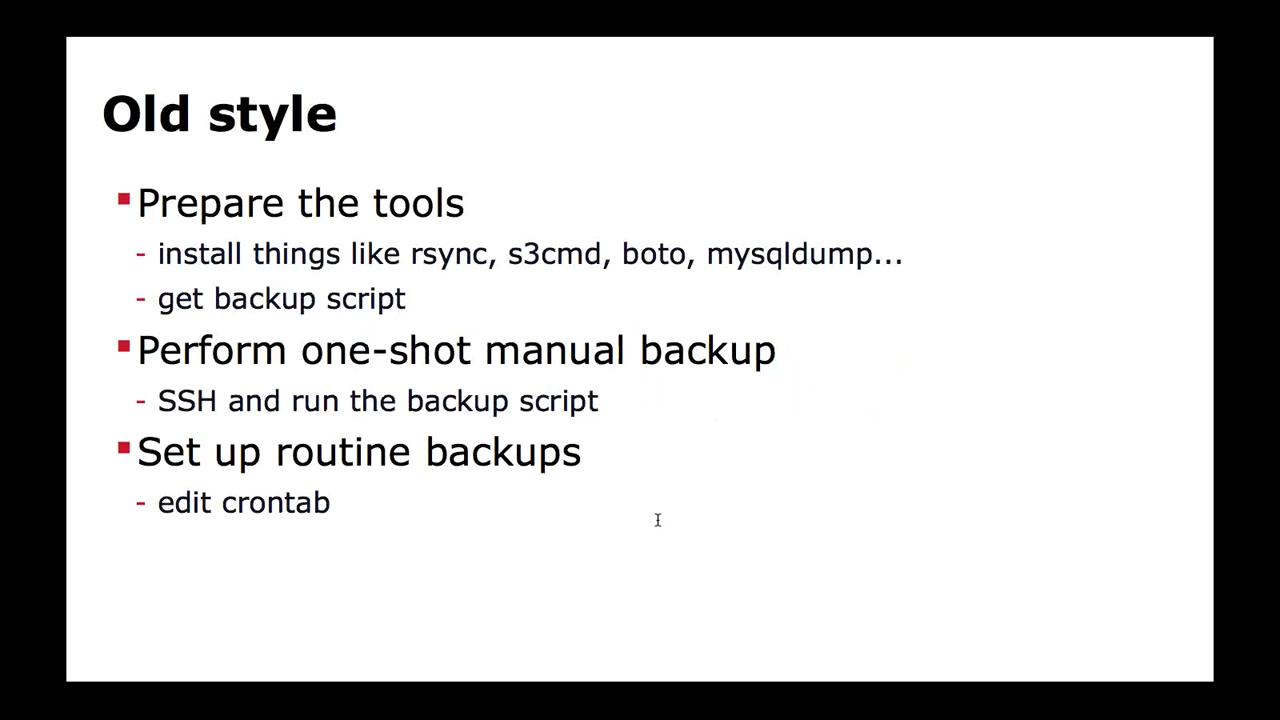 Old style
Prepare the tools
- install things like rsync, s3cmd, boto, mysqldump...
- get backup script
Perform one-shot manual backup
- SSH and run the backup script
Set up routine backups
- edit crontab